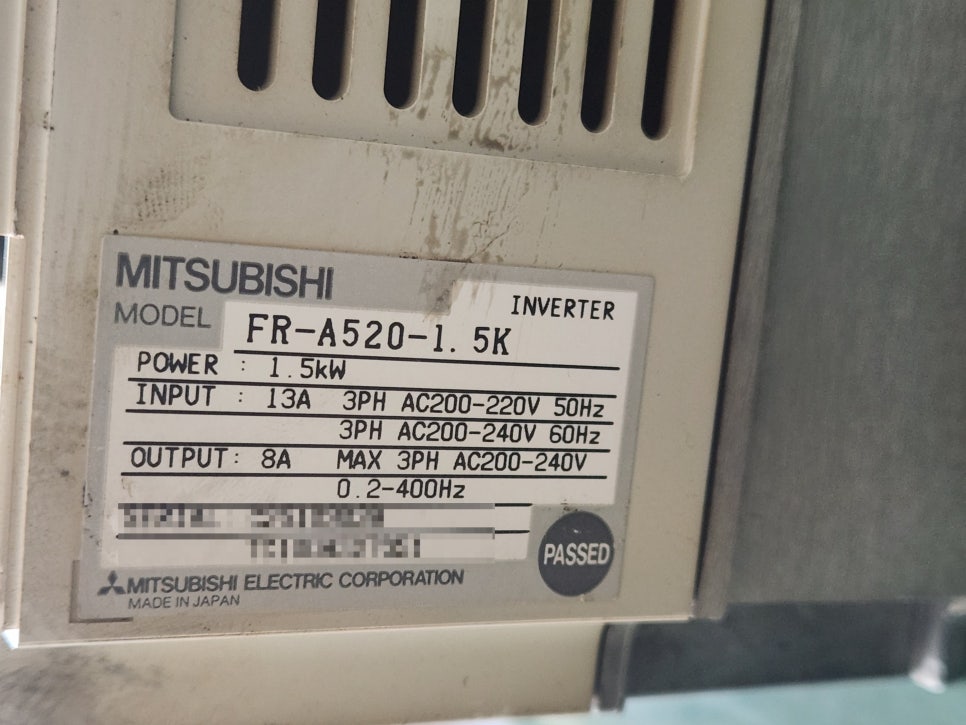 MITSUBISHI
INVERTER
MODEL FR-A520-1.5K
POWER : 1.5kW
INPUT : 13A 3PH AC200-220V 50Hz
3PH AC200-240V 60Hz
OUTPUT: 8A MAX 3PH AC200-240V
0.2-400Hz
PASSED
MITSUBISHI ELECTRIC CORPORATION
MADE IN JAPAN